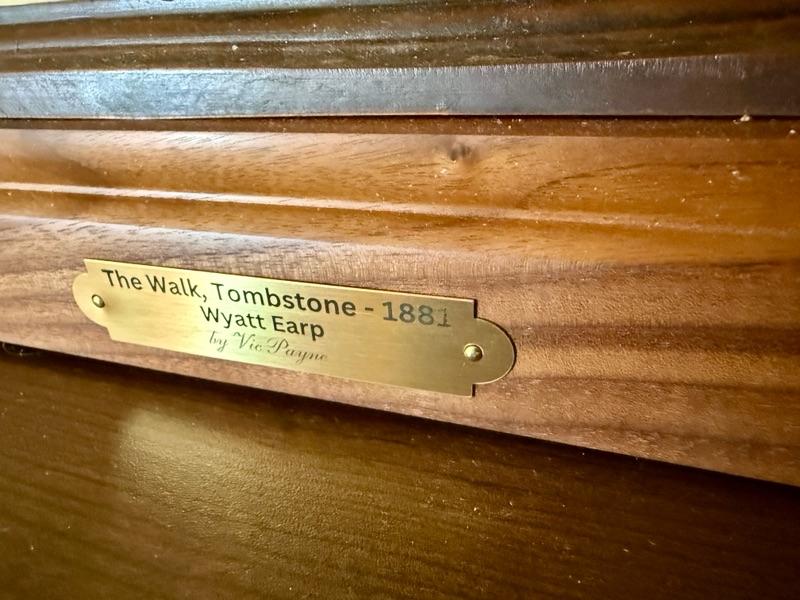 The Walk, Tombstone - 1881
Wyatt Earp
by Vic Payne